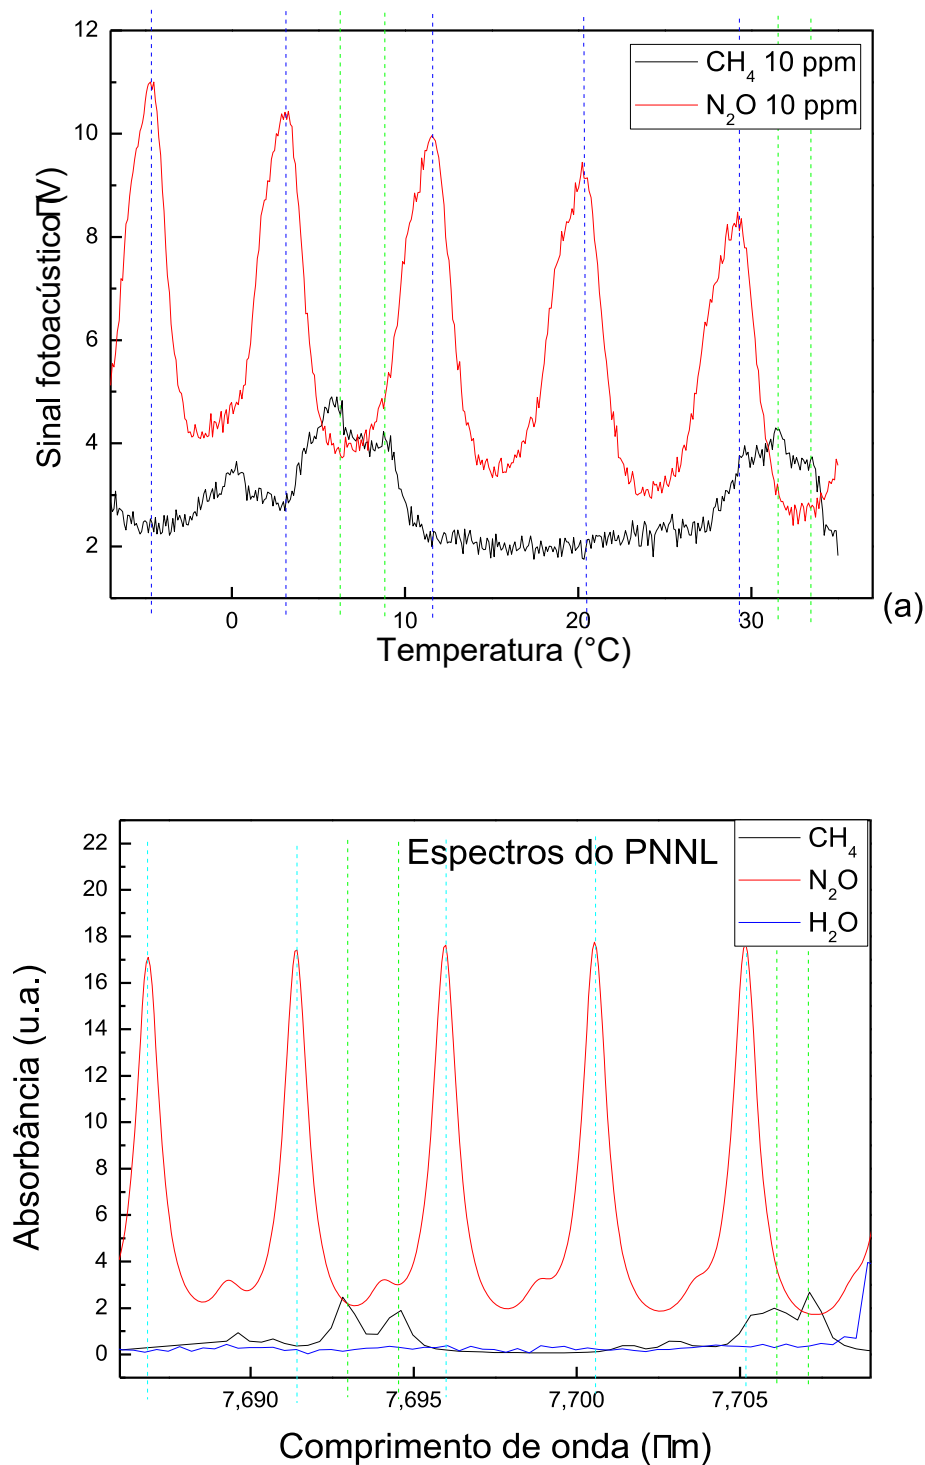 12
10
8
6
4
2
Sinal fotoacústico (V)
CH4 10 ppm
N2O 10 ppm
0
10
20
30
Temperatura (°C)
(a)
22
20
18
16
14
12
10
8
6
4
2
0
Absorbância (u.a.)
Espectros do PNNL
CH4
N2O
H2O
7,690
7,695
7,700
7,705
Comprimento de onda (Πm)